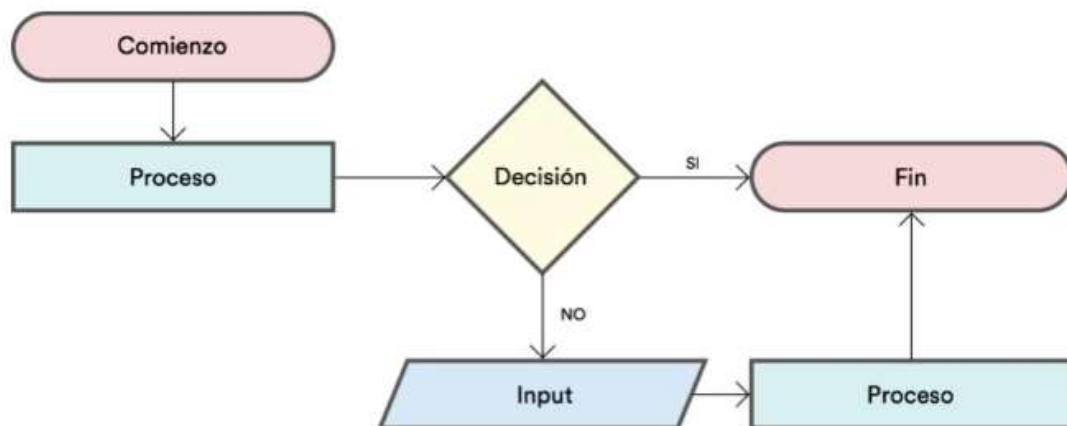 Comienzo
Proceso
Decisión
SI
Fin
NO
Input
Proceso